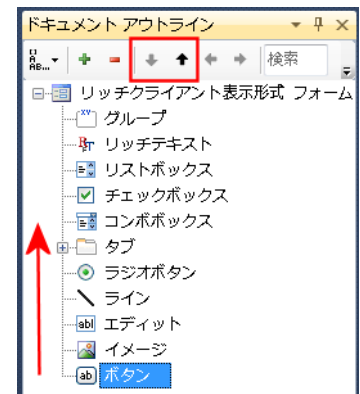 ドキュメント アウトライン
AB...
検索
リッチクライアント表示形式 フォーム
グループ
リッチテキスト
リストボックス
チェックボックス
コンボボックス
タブ
ラジオボタン
ライン
abl エディット
イメージ
ab ボタン